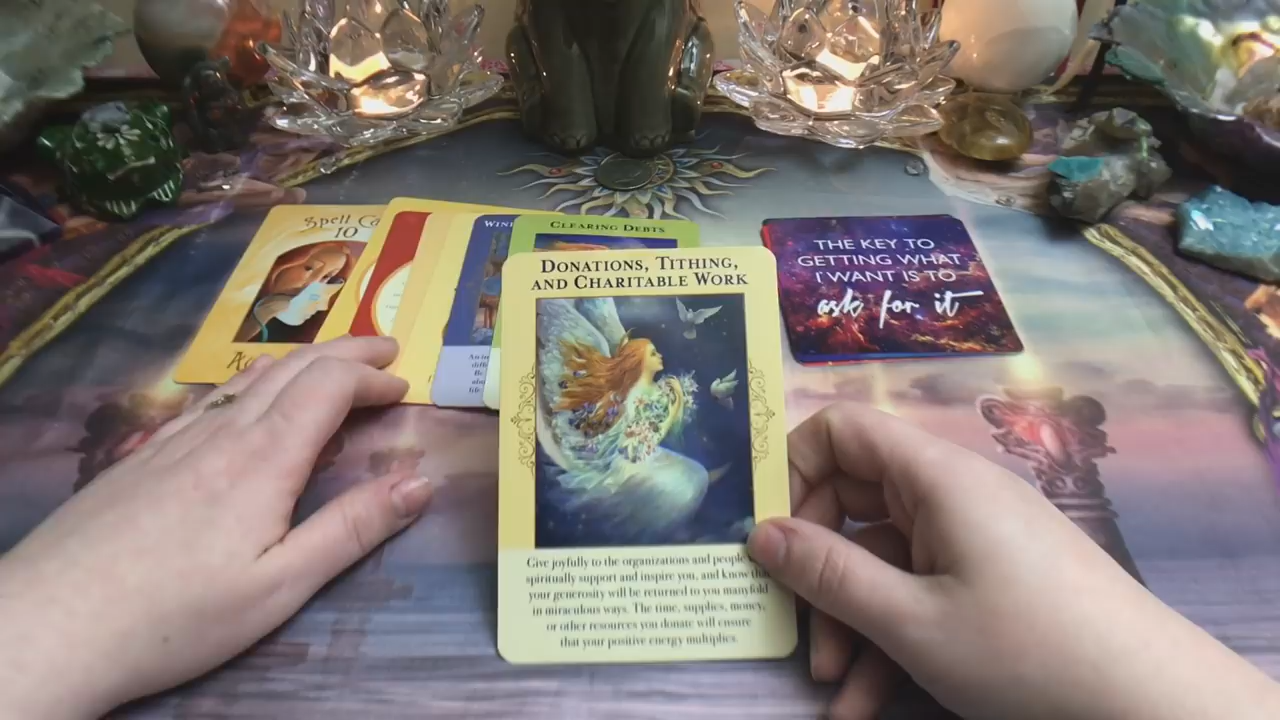 Spell
10
WIN
CLEARING DEBTS
DONATIONS, TITHING,
AND CHARITABLE WORK
Give joyfully to the organizations and people
spiritually support and inspire you, and know that
your generosity will be returned to you manyfold
in miraculous ways. The time, supplies, money,
or other resources you donate will ensure
that your positive energy multiplies.
THE KEY TO
GETTING WHAT
I WANT IS TO
ask for it